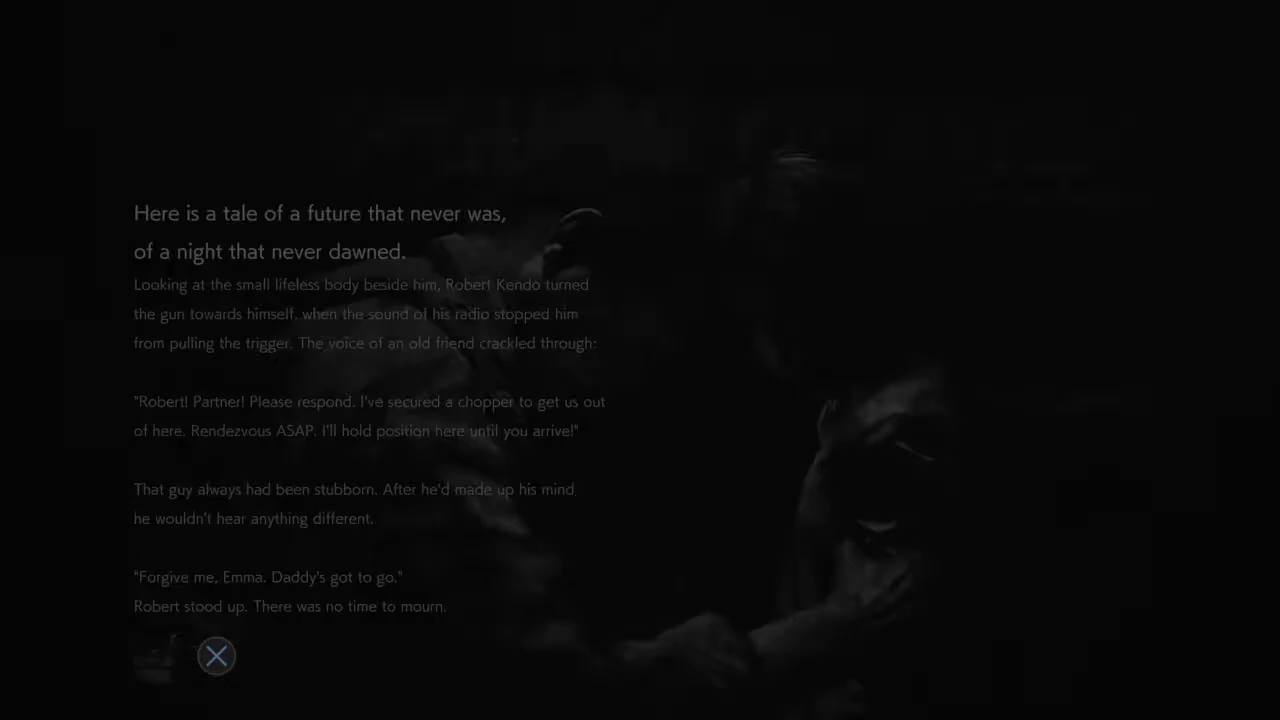 Here is a tale of a future that never was,
of a night that never dawned.
Looking at the small lifeless body beside him, Robert Kendo turned
the gun towards himself, when the sound of his radio stopped him
from pulling the trigger. The voice of an old friend crackled through:
"Robert! Partner! Please respond. I've secured a chopper to get us out
of here. Rendezvous ASAP. I'll hold position here until you arrive!"
That guy always had been stubborn. After he'd made up his mind,
he wouldn't hear anything different.
"Forgive me, Emma. Daddy's got to go."
Robert stood up. There was no time to mourn.